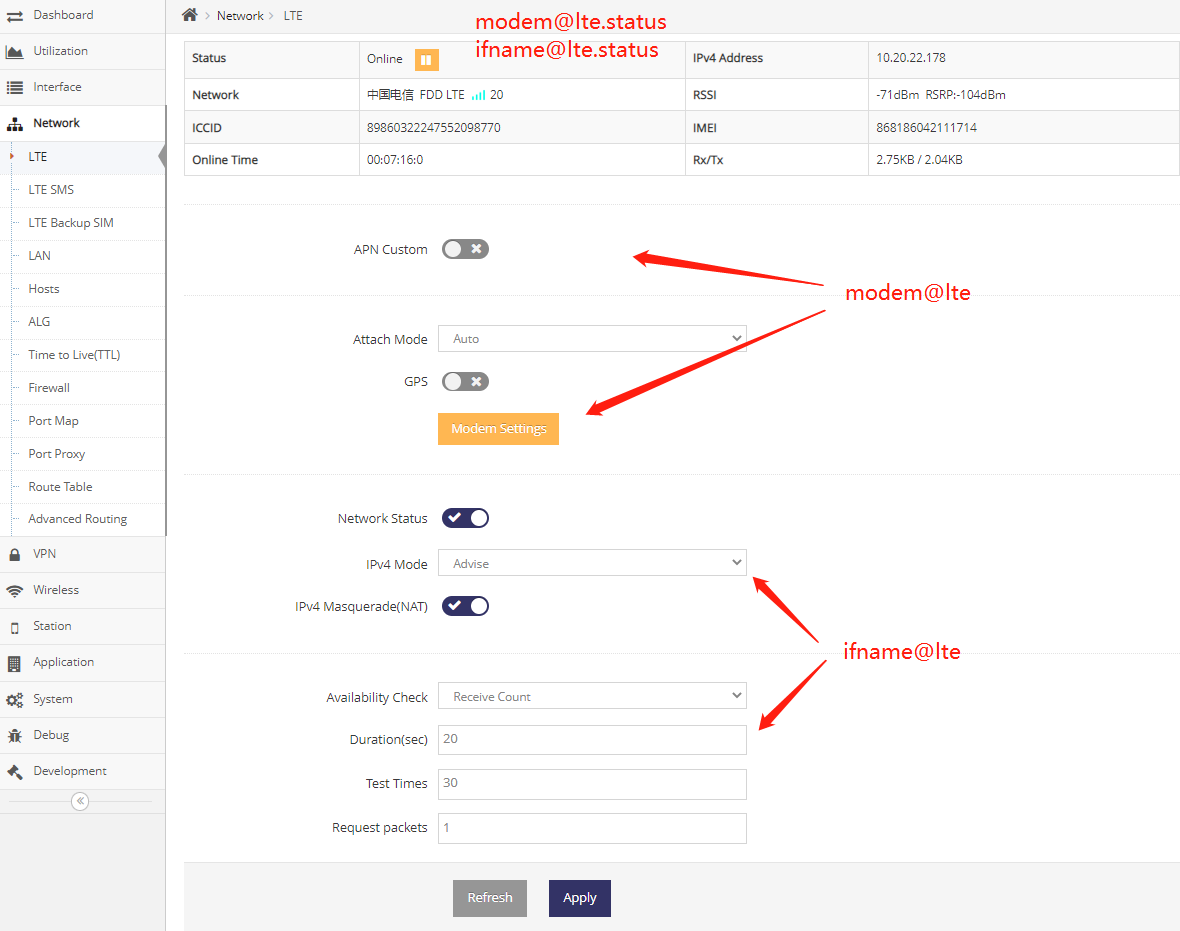 Dashboard
Utilization
Interface
Network
LTE
LTE SMS
LTE Backup SIM
LAN
Hosts
ALG
Time to Live(TTL)
Firewall
Port Map
Port Proxy
Route Table
Advanced Routing
VPN
Wireless
Station
Application
System
Debug
Development
Network > LTE
modem@lte.status
ifname@lte.status
Status Online IPv4 Address 10.20.22.178
Network 中国电信 FDD LTE 20 RSSI -71dBm RSRP:-104dBm
ICCID 89860322247552098770 IMEI 868186042111714
Online Time 00:07:16:0 Rx/Tx 2.75KB / 2.04KB
APN Custom
modem@lte
Attach Mode Auto
GPS
Modem Settings
Network Status
IPv4 Mode Advise
IPv4 Masquerade(NAT)
ifname@lte
Availability Check Receive Count
Duration(sec) 20
Test Times 30
Request packets 1
Refresh Apply